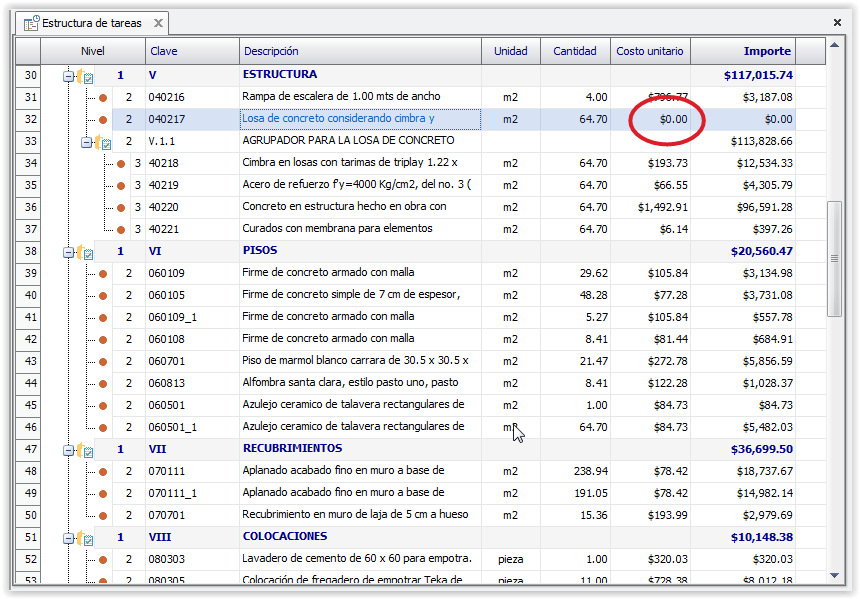 Estructura de tareas
Nivel Clave Descripción Unidad Cantidad Costo unitario Importe
30 1 V ESTRUCTURA $117,015.74
31 2 040216 Rampa de escalera de 1.00 mts de ancho m2 4.00 $796.77 $3,187.08
32 2 040217 Losa de concreto considerando cimbra y m2 64.70 $0.00 $0.00
33 2 V.1.1 AGRUPADOR PARA LA LOSA DE CONCRETO $113,828.66
34 3 40218 Cimbra en losas con tarimas de triplay 1.22 x m2 64.70 $193.73 $12,534.33
35 3 40219 Acero de refuerzo f'y=4000 Kg/cm2, del no. 3 ( m2 64.70 $66.55 $4,305.79
36 3 40220 Concreto en estructura hecho en obra con m2 64.70 $1,492.91 $96,591.28
37 3 40221 Curados con membrana para elementos m2 64.70 $6.14 $397.26
38 1 VI PISOS $20,560.47
39 2 060109 Firme de concreto armado con malla m2 29.62 $105.84 $3,134.98
40 2 060105 Firme de concreto simple de 7 cm de espesor, m2 48.28 $77.28 $3,731.08
41 2 060109_1 Firme de concreto armado con malla m2 5.27 $105.84 $557.78
42 2 060108 Firme de concreto armado con malla m2 8.41 $81.44 $684.91
43 2 060701 Piso de marmol blanco carrara de 30.5 x 30.5 x m2 21.47 $272.78 $5,856.59
44 2 060813 Alfombra santa clara, estilo pasto uno, pasto m2 8.41 $122.28 $1,028.37
45 2 060501 Azulejo ceramico de talavera rectangulares de m2 1.00 $84.73 $84.73
46 2 060501_1 Azulejo ceramico de talavera rectangulares de m2 64.70 $84.73 $5,482.03
47 1 VII RECUBRIMIENTOS $36,699.50
48 2 070111 Aplanado acabado fino en muro a base de m2 238.94 $78.42 $18,737.67
49 2 070111_1 Aplanado acabado fino en muro a base de m2 191.05 $78.42 $14,982.14
50 2 070701 Recubrimiento en muro de laja de 5 cm a hueso m2 15.36 $193.99 $2,979.69
51 1 VIII COLOCACIONES $10,148.38
52 2 080303 Lavadero de cemento de 60 x 60 para empotra. pieza 1.00 $320.03 $320.03
53 2 080305 Colocación de fregadero de empotrar Teka de pieza 11.00 $728.38 $8,012.18